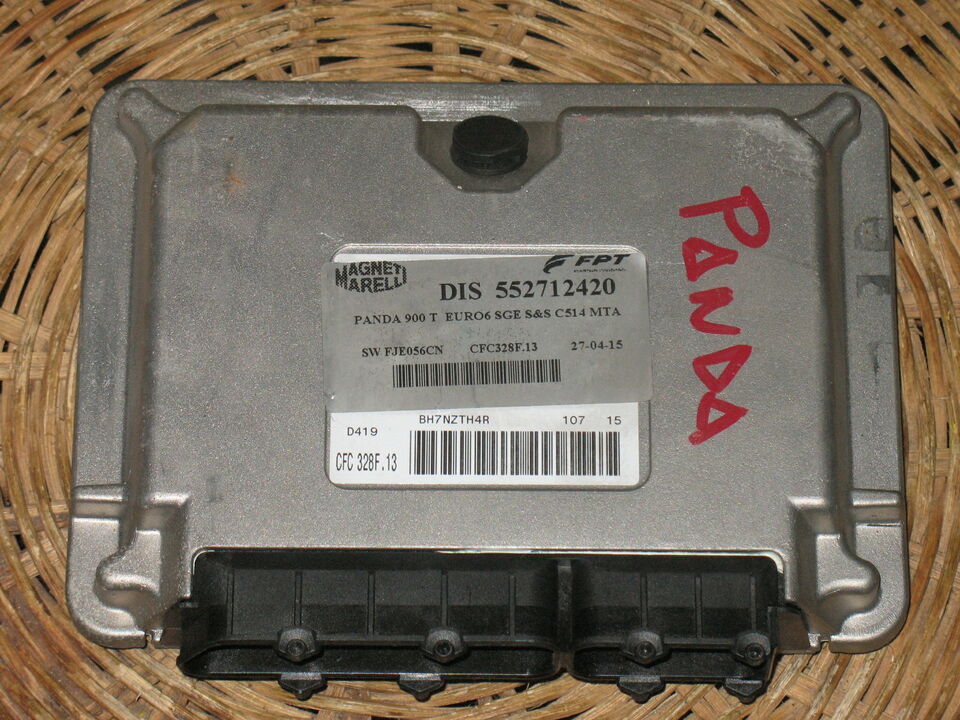 MAGNETI
MARELLI
FPT
DIS 552712420
PANDA 900 T EURO6 SGE S&S C514 MTA
SW FJE056CN CFC328F.13 27-04-15
BH7NZTH4R 107 15
D419
CFC 328F.13
PANDA